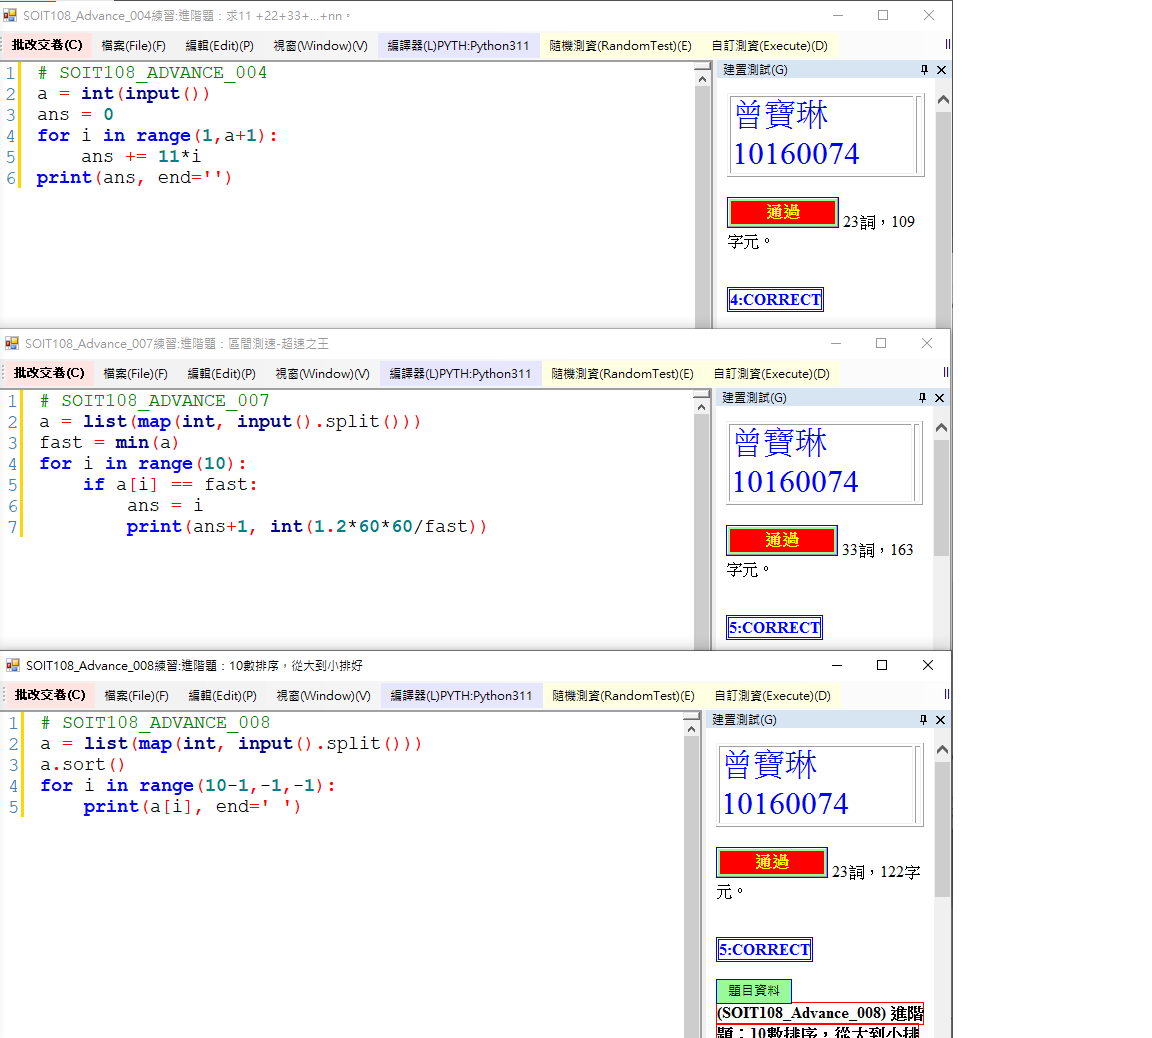 SOIT108_Advance_004練習:進階題：求11 +22+33+...+nn。
批改交卷(C) 檔案(File)(F) 編輯(Edit)(P) 視窗(Window)(V) 編譯器(L)PYTH:Python311 隨機測資(RandomTest)(E) 自訂測資(Execute)(D)
建置測試(G)
1 # SOIT108_ADVANCE_004
2 a = int(input())
3 ans = 0
4 for i in range(1,a+1):
5 ans += 11*i
6 print(ans, end='')
曾寶琳
10160074
通過 23詞，109
字元。
4:CORRECT
SOIT108_Advance_007練習:進階題：區間測速-超速之王
批改交卷(C) 檔案(File)(F) 編輯(Edit)(P) 視窗(Window)(V) 編譯器(L)PYTH:Python311 隨機測資(RandomTest)(E) 自訂測資(Execute)(D)
建置測試(G)
1 # SOIT108_ADVANCE_007
2 a = list(map(int, input().split()))
3 fast = min(a)
4 for i in range(10):
5 if a[i] == fast:
6 ans = i
7 print(ans+1, int(1.2*60*60/fast))
曾寶琳
10160074
通過 33詞，163
字元。
5:CORRECT
SOIT108_Advance_008練習:進階題：10數排序，從大到小排好
批改交卷(C) 檔案(File)(F) 編輯(Edit)(P) 視窗(Window)(V) 編譯器(L)PYTH:Python311 隨機測資(RandomTest)(E) 自訂測資(Execute)(D)
建置測試(G)
1 # SOIT108_ADVANCE_008
2 a = list(map(int, input().split()))
3 a.sort()
4 for i in range(10-1,-1,-1):
5 print(a[i], end=' ')
曾寶琳
10160074
通過 23詞，122字
元。
5:CORRECT
題目資料
(SOIT108_Advance_008) 進階
題：10數排序，從大到小排